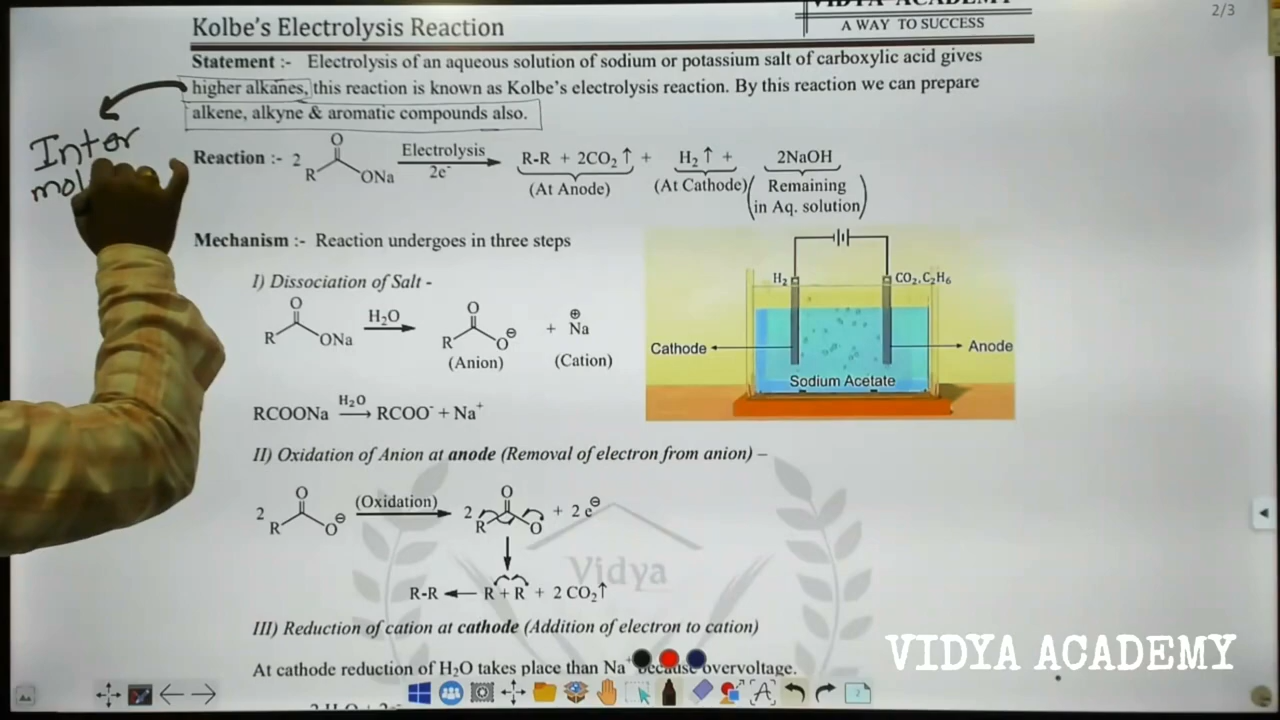 2/3
Kolbe's Electrolysis Reaction
A WAY TO SUCCESS
Statement :- Electrolysis of an aqueous solution of sodium or potassium salt of carboxylic acid gives
higher alkanes, this reaction is known as Kolbe's electrolysis reaction. By this reaction we can prepare
alkene, alkyne & aromatic compounds also.
Inter
mol
Reaction :- 2 R O ONa Electrolysis 2e⁻ R-R + 2CO₂↑ + H₂↑ + 2NaOH
(At Anode) (At Cathode) (Remaining
in Aq. solution)
Mechanism :- Reaction undergoes in three steps
I) Dissociation of Salt -
R O ONa H₂O R O O⊖ + Na⊕
(Anion) (Cation)
RCOONa H₂O ⟶ RCOO⁻ + Na⁺
H₂ CO₂,C₂H₆
Cathode Anode
Sodium Acetate
II) Oxidation of Anion at anode (Removal of electron from anion) –
2 R O O⊖ (Oxidation) 2 R O O + 2 e⊖
Vidya
R-R ← R + R + 2 CO₂↑
III) Reduction of cation at cathode (Addition of electron to cation)
At cathode reduction of H₂O takes place than Na⁺ because overvoltage.
VIDYA ACADEMY
2